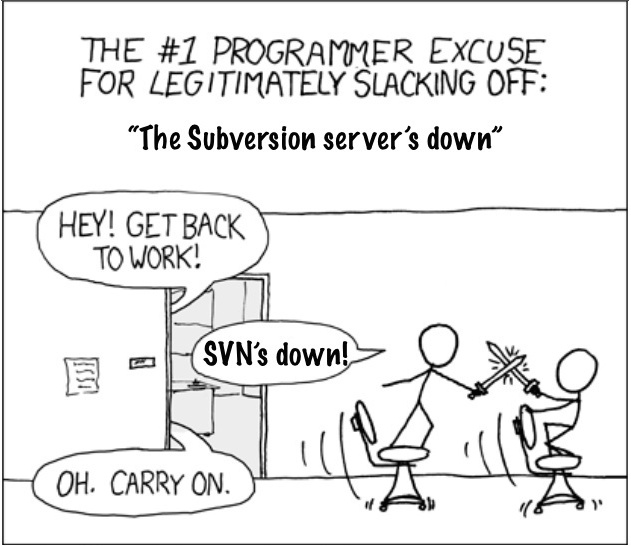 THE #1 PROGRAMMER EXCUSE
FOR LEGITIMATELY SLACKING OFF:
“The Subversion server’s down”
HEY! GET BACK
TO WORK!
SVN’s down!
OH. CARRY ON.